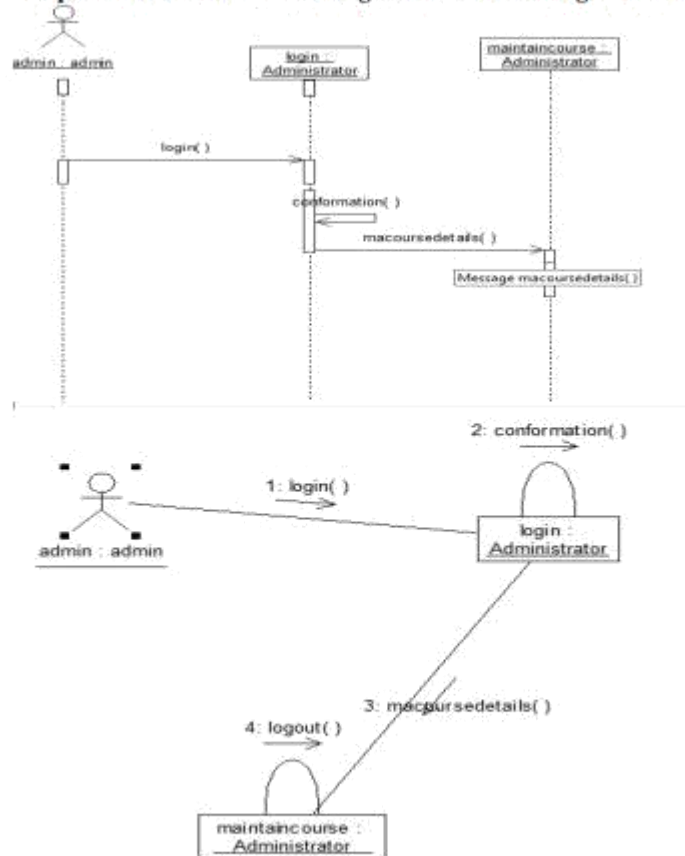 admin : admin
login :
Administrator
maintaincourse :
Administrator
login( )
conformation( )
macoursedetails( )
Message macoursedetails( )
2: conformation( )
1: login( )
admin : admin
login :
Administrator
3: macoursedetails( )
4: logout( )
maintaincourse :
Administrator